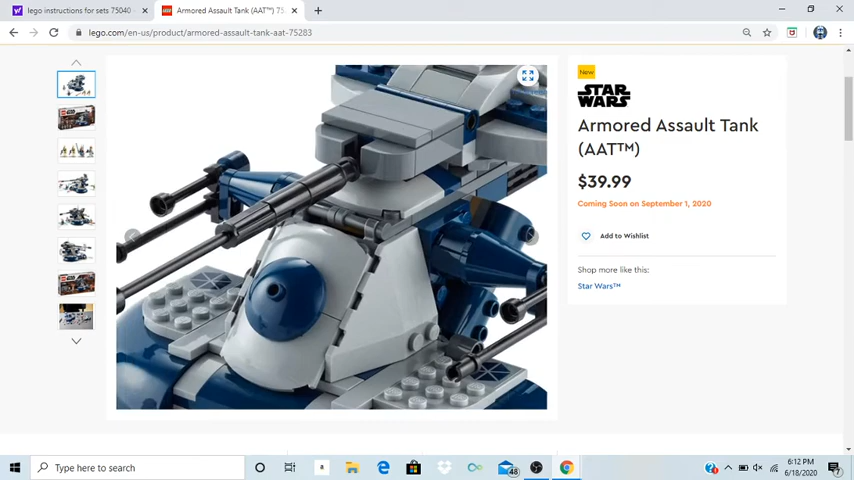 lego instructions for sets 75040 -
Armored Assault Tank (AAT™) 75
lego.com/en-us/product/armored-assault-tank-aat-75283
New
STAR
WARS
Armored Assault Tank
(AAT™)
$39.99
Coming Soon on September 1, 2020
Add to Wishlist
Shop more like this:
Star Wars™
Type here to search
a
48
6:12 PM
6/18/2020
7